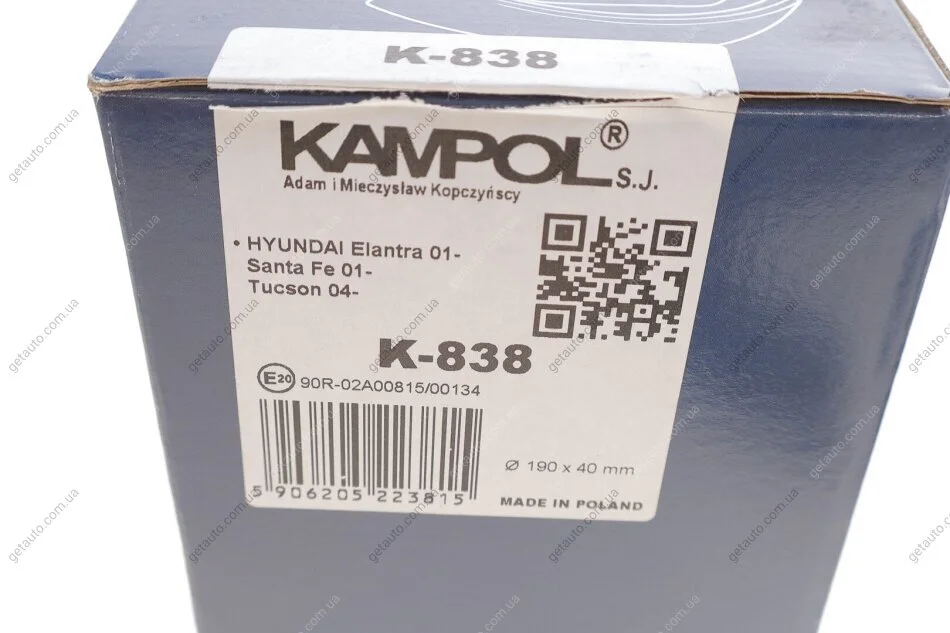 K-838
KAMPOL® S.J.
Adam i Mieczysław Kopczyńscy
• HYUNDAI Elantra 01-
Santa Fe 01-
Tucson 04-
K-838
E20 90R-02A00815/00134
Ø 190 x 40 mm
5 906205 223815
MADE IN POLAND
getauto.com.ua